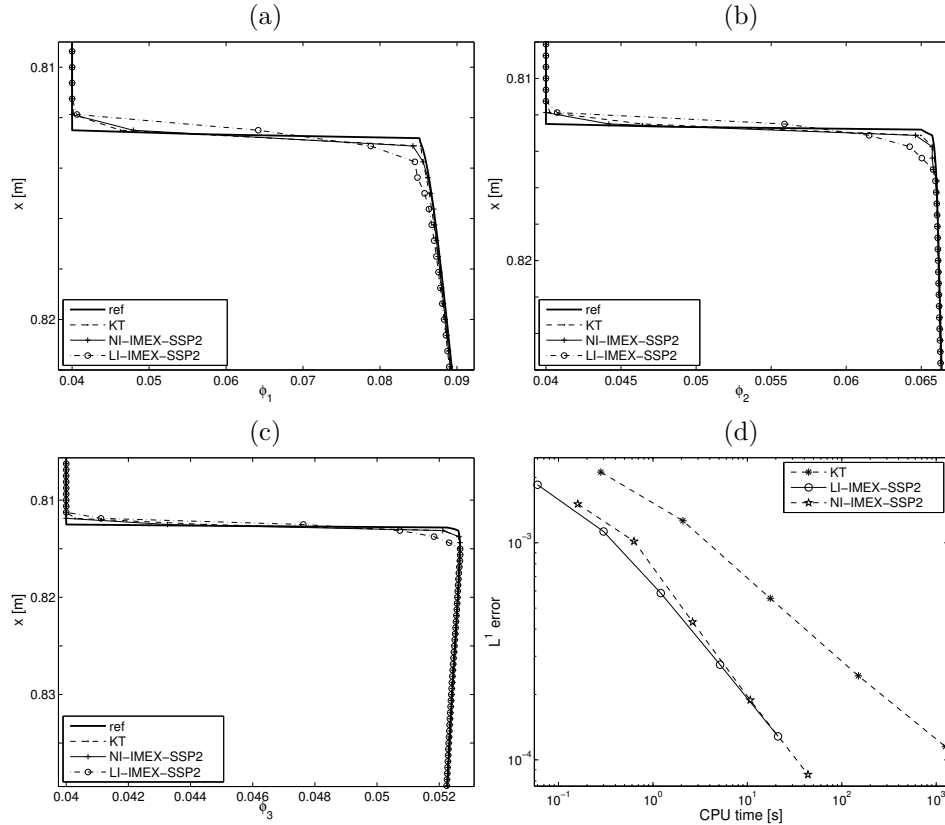 (a)
0.81
0.82
x [m]
0.04
0.05
0.06
0.07
0.08
0.09
ϕ1
ref
KT
NI-IMEX-SSP2
LI-IMEX-SSP2
(b)
0.81
0.82
x [m]
0.04
0.045
0.05
0.055
0.06
0.065
ϕ2
ref
KT
NI-IMEX-SSP2
LI-IMEX-SSP2
(c)
0.81
0.82
0.83
x [m]
0.04
0.042
0.044
0.046
0.048
0.05
0.052
ϕ3
ref
KT
NI-IMEX-SSP2
LI-IMEX-SSP2
(d)
10^-3
10^-4
L^1 error
10^-1
10^0
10^1
10^2
10^3
CPU time [s]
KT
LI-IMEX-SSP2
NI-IMEX-SSP2